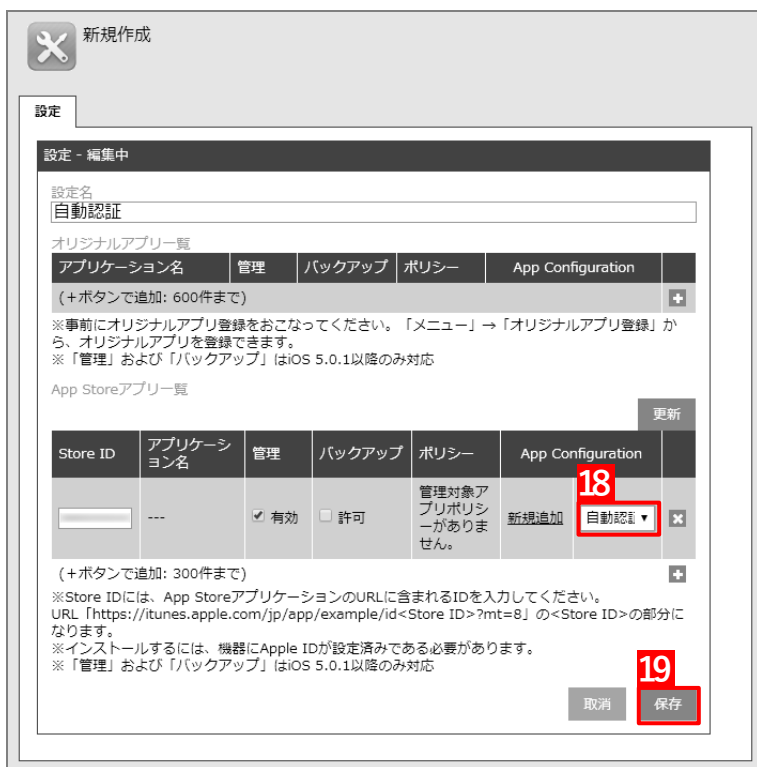 新規作成
設定
設定 - 編集中
設定名
自動認証
オリジナルアプリ一覧
アプリケーション名 管理 バックアップ ポリシー App Configuration
(+ボタンで追加: 600件まで)
※事前にオリジナルアプリ登録をおこなってください。「メニュー」→「オリジナルアプリ登録」か
ら、オリジナルアプリを登録できます。
※「管理」および「バックアップ」はiOS 5.0.1以降のみ対応
App Storeアプリ一覧
更新
Store ID アプリケーシ
ョン名 管理 バックアップ ポリシー App Configuration
18
--- 有効 許可 管理対象ア
プリポリシ
ーがありま
せん。 新規追加 自動認証
(+ボタンで追加: 300件まで)
※Store IDには、App StoreアプリケーションのURLに含まれるIDを入力してください。
URL「https://itunes.apple.com/jp/app/example/id<Store ID>?mt=8」の<Store ID>の部分に
なります。
※インストールするには、機器にApple IDが設定済みである必要があります。
※「管理」および「バックアップ」はiOS 5.0.1以降のみ対応
19
取消 保存